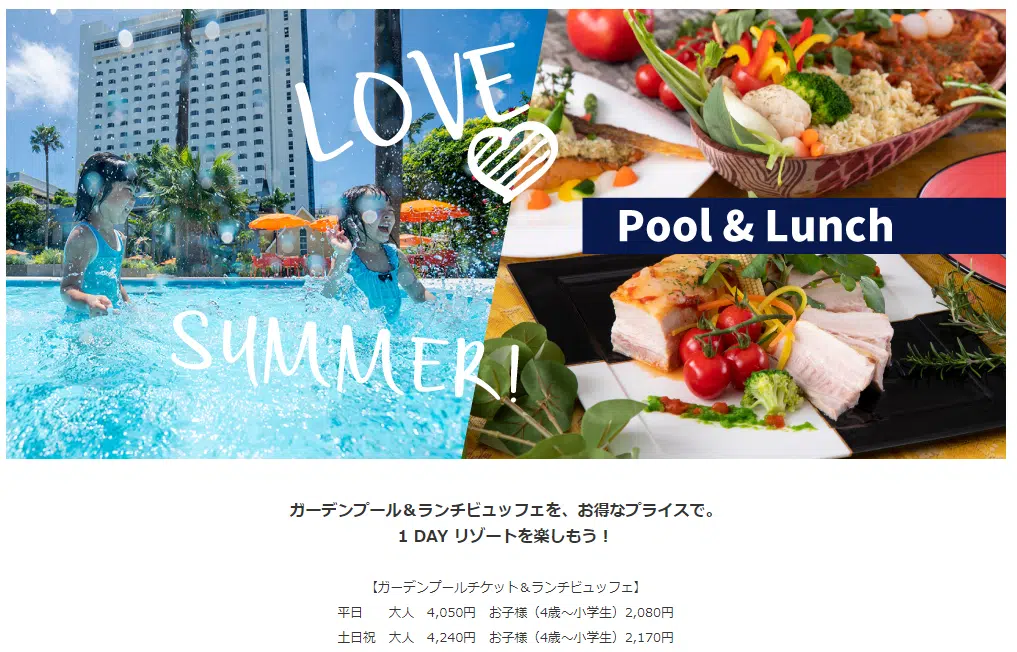 LOVE
SUMMER!
Pool & Lunch
ガーデンプール＆ランチビュッフェを、お得なプライスで。
1 DAY リゾートを楽しもう！
【ガーデンプールチケット＆ランチビュッフェ】
平日　　大人　4,050円　お子様（4歳～小学生）2,080円
土日祝　大人　4,240円　お子様（4歳～小学生）2,170円